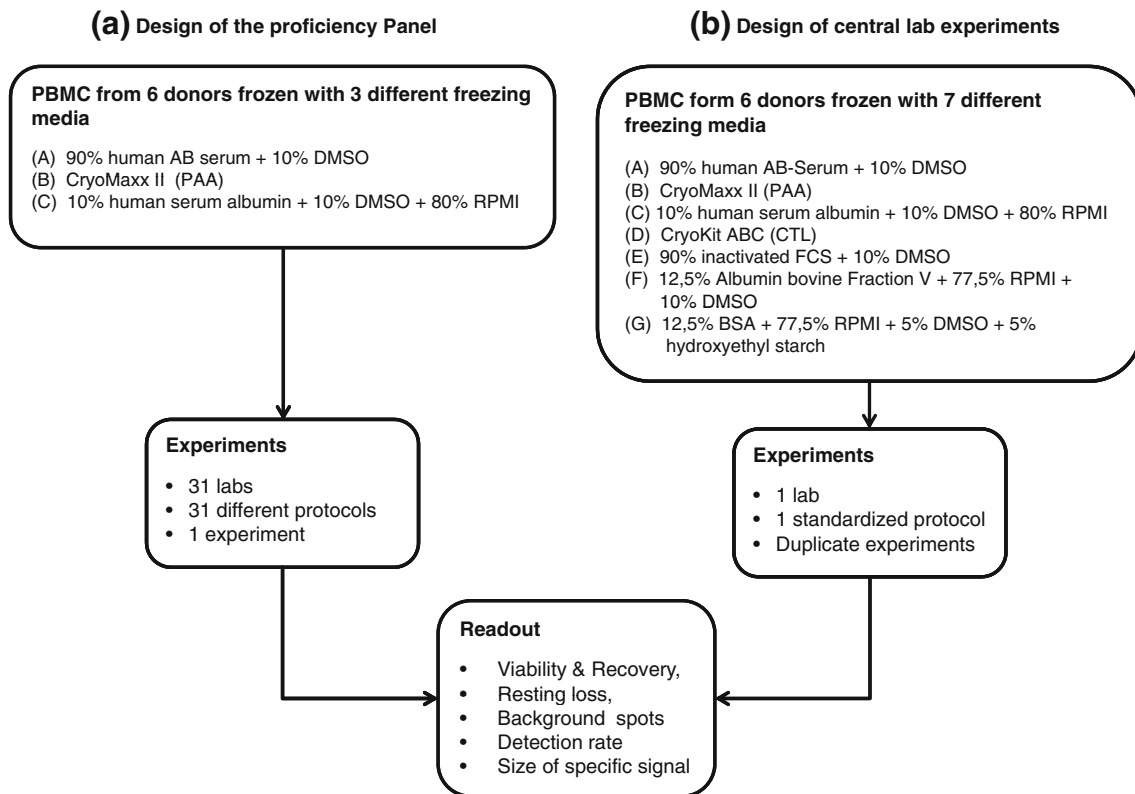 (a) Design of the proficiency Panel
PBMC from 6 donors frozen with 3 different freezing
media
(A) 90% human AB serum + 10% DMSO
(B) CryoMaxx II (PAA)
(C) 10% human serum albumin + 10% DMSO + 80% RPMI
Experiments
• 31 labs
• 31 different protocols
• 1 experiment
(b) Design of central lab experiments
PBMC form 6 donors frozen with 7 different
freezing media
(A) 90% human AB-Serum + 10% DMSO
(B) CryoMaxx II (PAA)
(C) 10% human serum albumin + 10% DMSO + 80% RPMI
(D) CryoKit ABC (CTL)
(E) 90% inactivated FCS + 10% DMSO
(F) 12,5% Albumin bovine Fraction V + 77,5% RPMI +
10% DMSO
(G) 12,5% BSA + 77,5% RPMI + 5% DMSO + 5%
hydroxyethyl starch
Experiments
• 1 lab
• 1 standardized protocol
• Duplicate experiments
Readout
• Viability & Recovery,
• Resting loss,
• Background spots
• Detection rate
• Size of specific signal